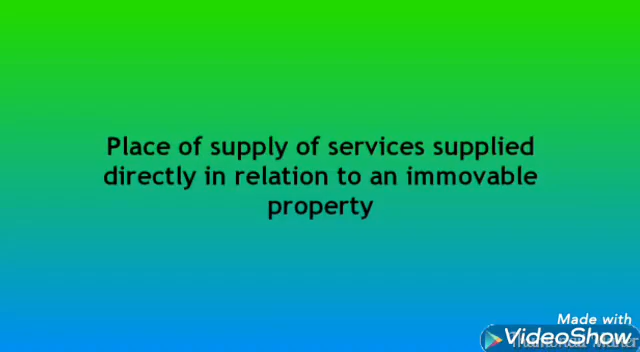 Place of supply of services supplied
directly in relation to an immovable
property
Made with
VideoShow